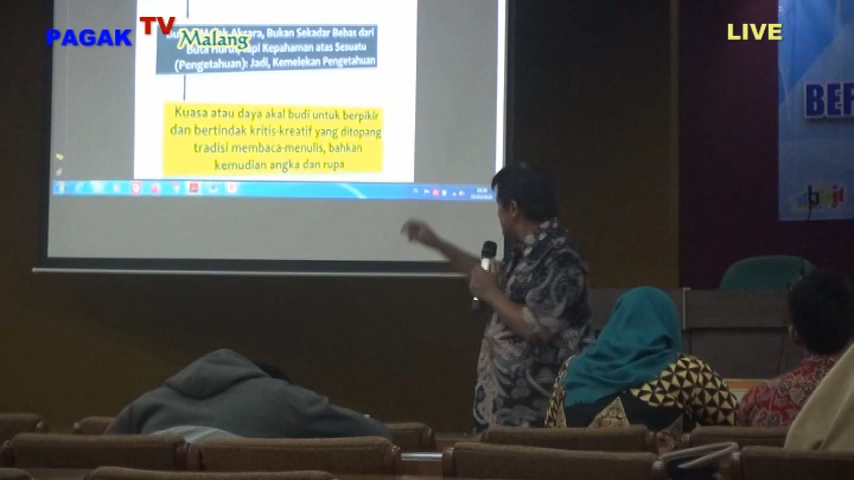 PAGAK TV Malang
LIVE
Aksara, Bukan Sekadar Bebas dari
Buta Huruf, tapi Kepahaman atas Sesuatu
(Pengetahuan): Jadi, Kemelekan Pengetahuan
Kuasa atau daya akal budi untuk berpikir
dan bertindak kritis-kreatif yang ditopang
tradisi membaca-menulis, bahkan
kemudian angka dan rupa